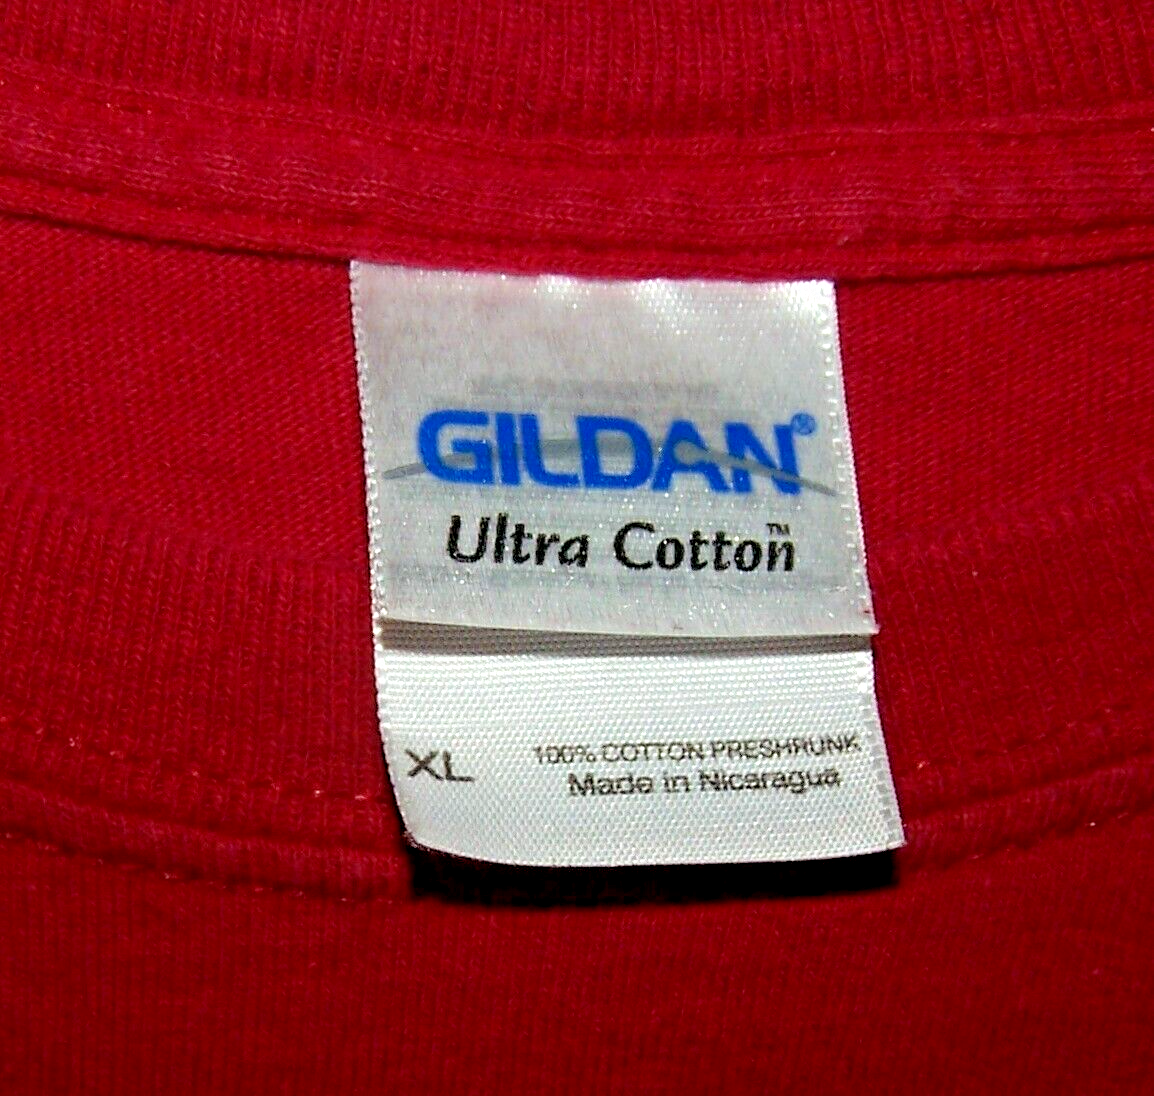 GILDAN®
Ultra Cotton™
XL
100% COTTON PRESHRUNK
Made in Nicaragua